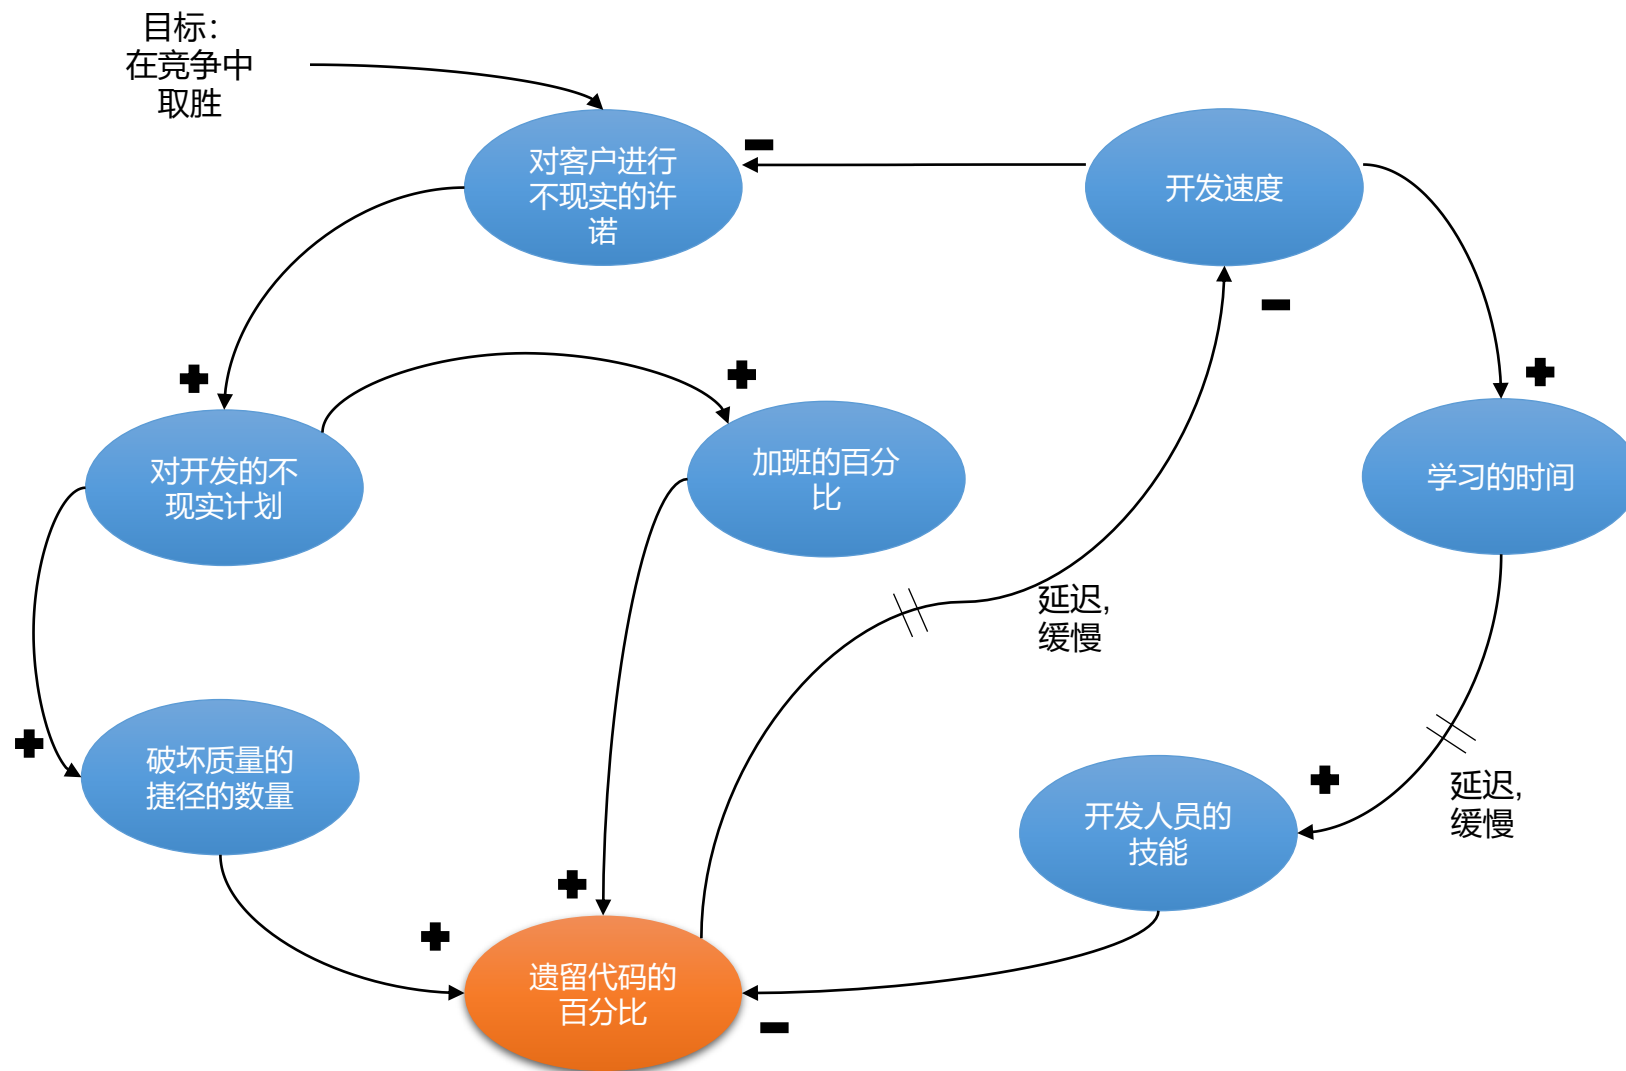 目标：
在竞争中
取胜
对客户进行
不现实的许
诺
开发速度
对开发的不
现实计划
加班的百分
比
学习的时间
延迟,
缓慢
破坏质量的
捷径的数量
开发人员的
技能
延迟,
缓慢
遗留代码的
百分比